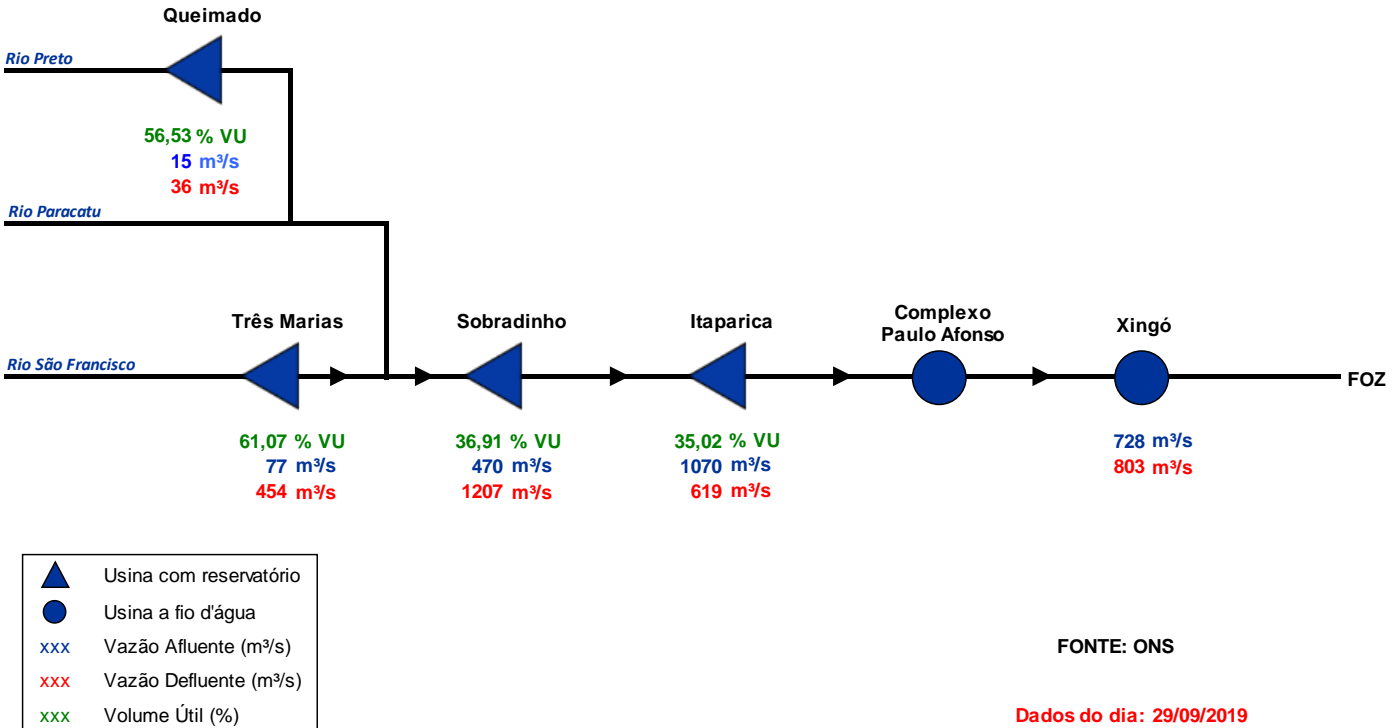 Queimado
Rio Preto
56,53 % VU
15 m³/s
36 m³/s
Rio Paracatu
Três Marias
Sobradinho
Itaparica
Complexo
Paulo Afonso
Xingó
Rio São Francisco
FOZ
61,07 % VU
77 m³/s
454 m³/s
36,91 % VU
470 m³/s
1207 m³/s
35,02 % VU
1070 m³/s
619 m³/s
728 m³/s
803 m³/s
Usina com reservatório
Usina a fio d'água
xxx Vazão Afluente (m³/s)
xxx Vazão Defluente (m³/s)
xxx Volume Útil (%)
FONTE: ONS
Dados do dia: 29/09/2019